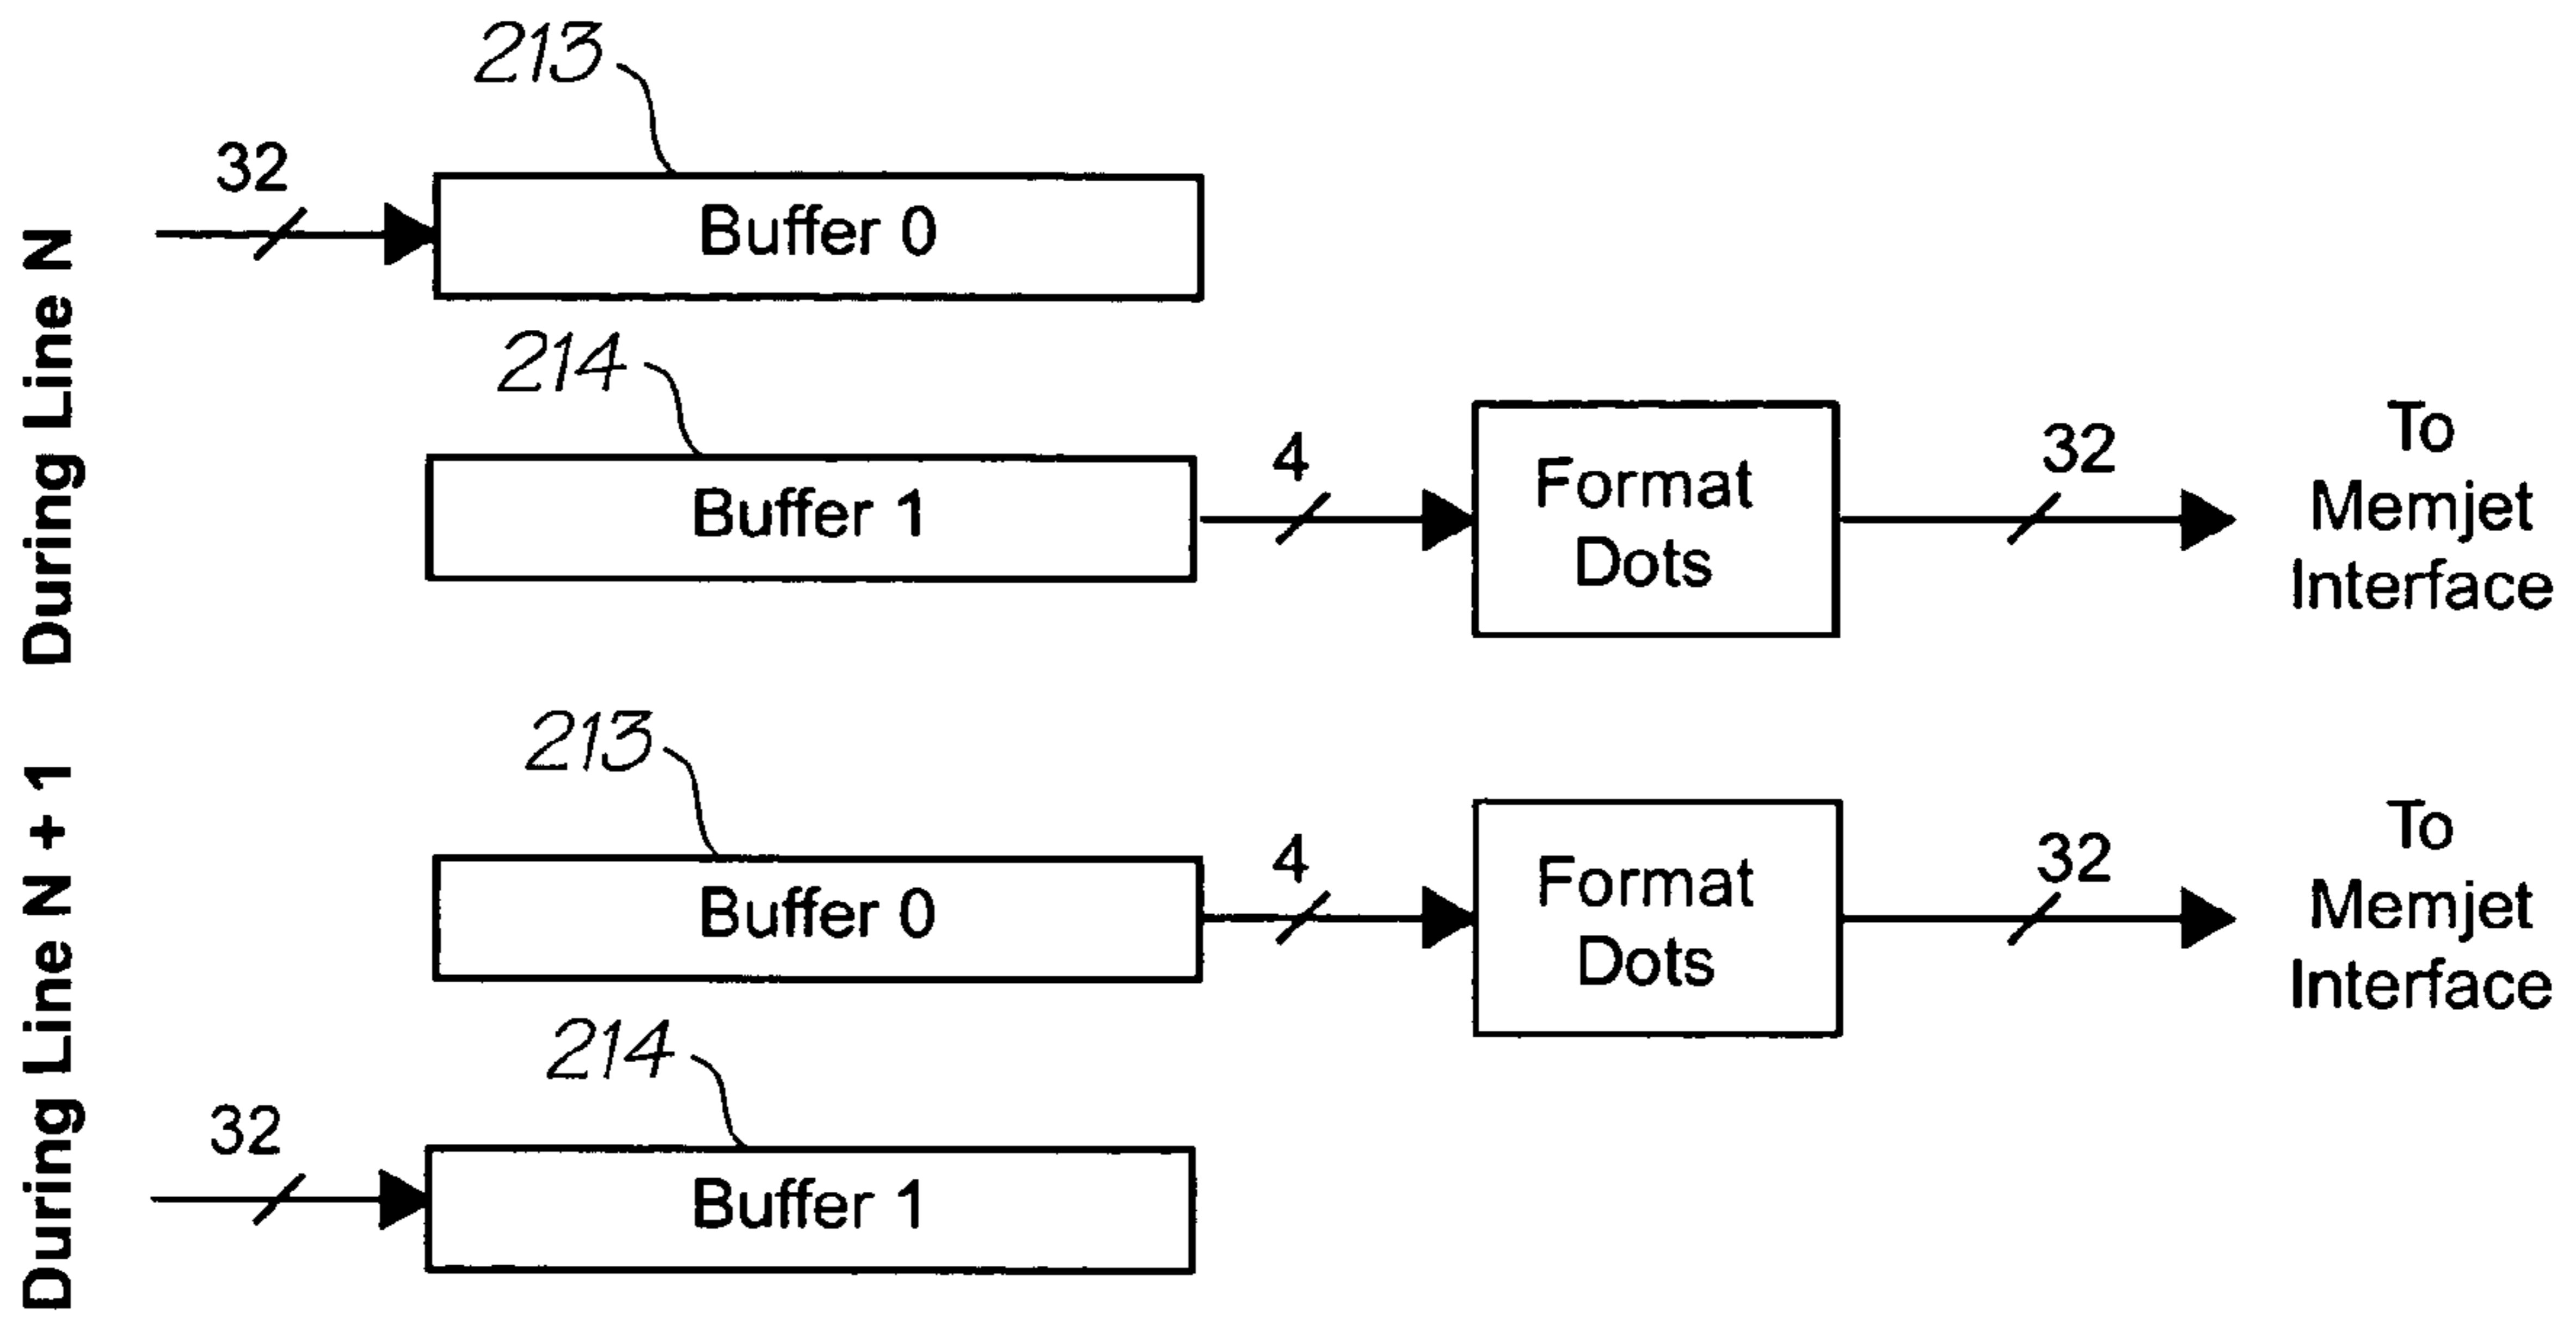 During Line N
213
32
Buffer 0
214
Buffer 1
4
Format
Dots
32
To
Memjet
Interface
During Line N + 1
213
Buffer 0
4
Format
Dots
32
To
Memjet
Interface
214
32
Buffer 1